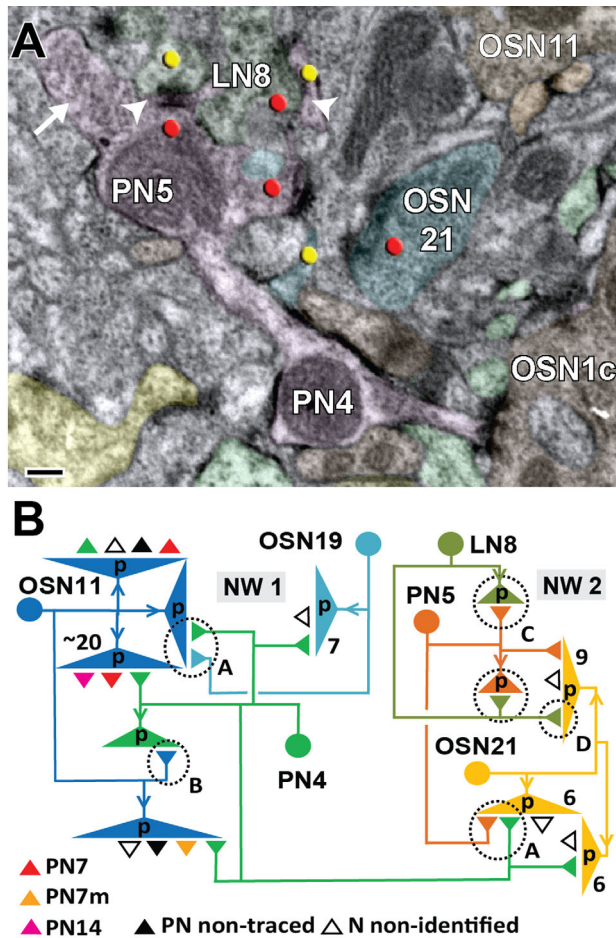 A
LN8
OSN11
PN5
OSN
21
PN4
OSN1c
B
OSN19
LN8
p
NW 1
PN5
p
NW 2
OSN11
p
p
C
9
~20
p
7
A
p
p
p
D
OSN21
p
PN4
B
p
6
p
A
p
6
PN7
PN7m
PN14
PN non-traced
N non-identified